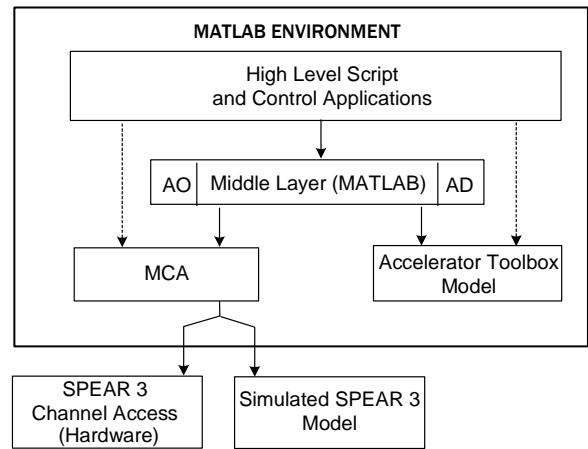 MATLAB ENVIRONMENT
High Level Script
and Control Applications
AO Middle Layer (MATLAB) AD
MCA
Accelerator Toolbox
Model
SPEAR 3
Channel Access
(Hardware)
Simulated SPEAR 3
Model